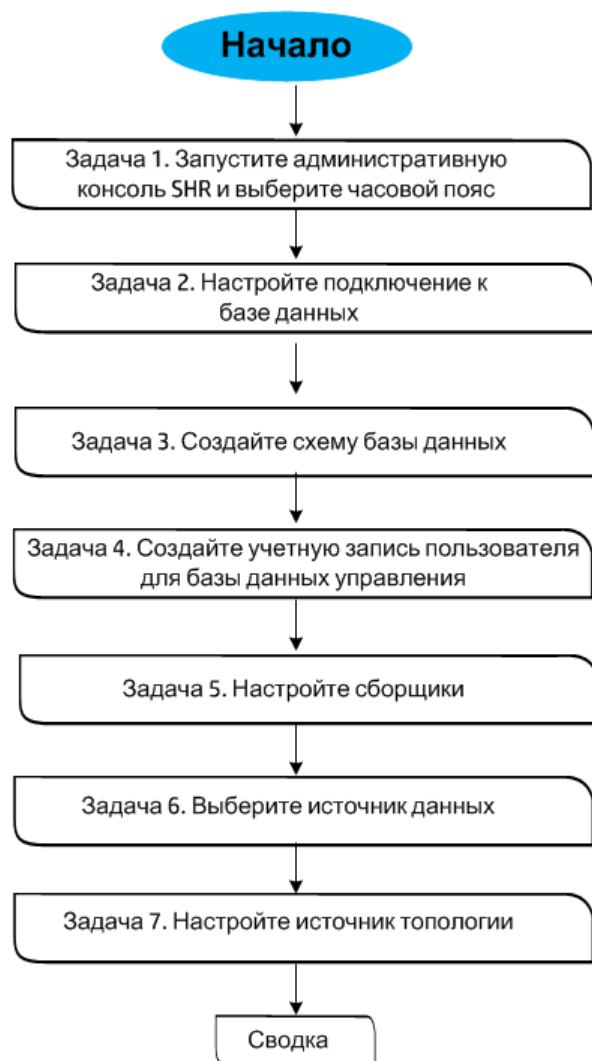 Начало
Задача 1. Запустите административную
консоль SHR и выберите часовой пояс
Задача 2. Настройте подключение к
базе данных
Задача 3. Создайте схему базы данных
Задача 4. Создайте учетную запись пользователя
для базы данных управления
Задача 5. Настройте сборщики
Задача 6. Выберите источник данных
Задача 7. Настройте источник топологии
Сводка